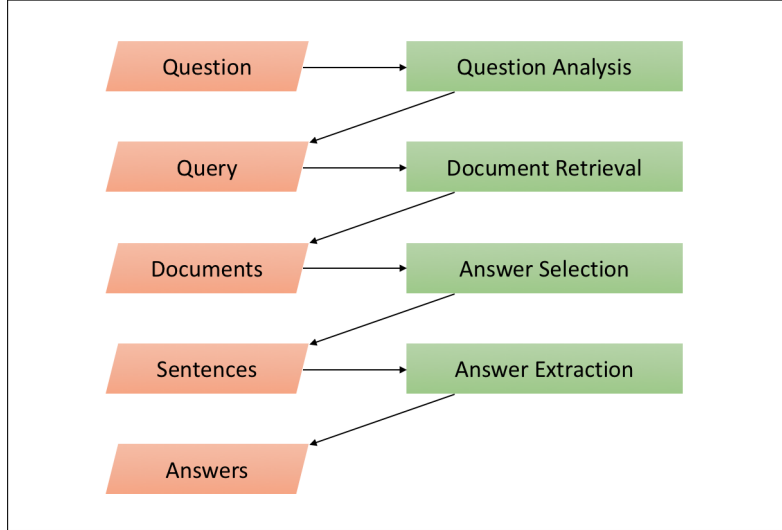 Question
Question Analysis
Query
Document Retrieval
Documents
Answer Selection
Sentences
Answer Extraction
Answers